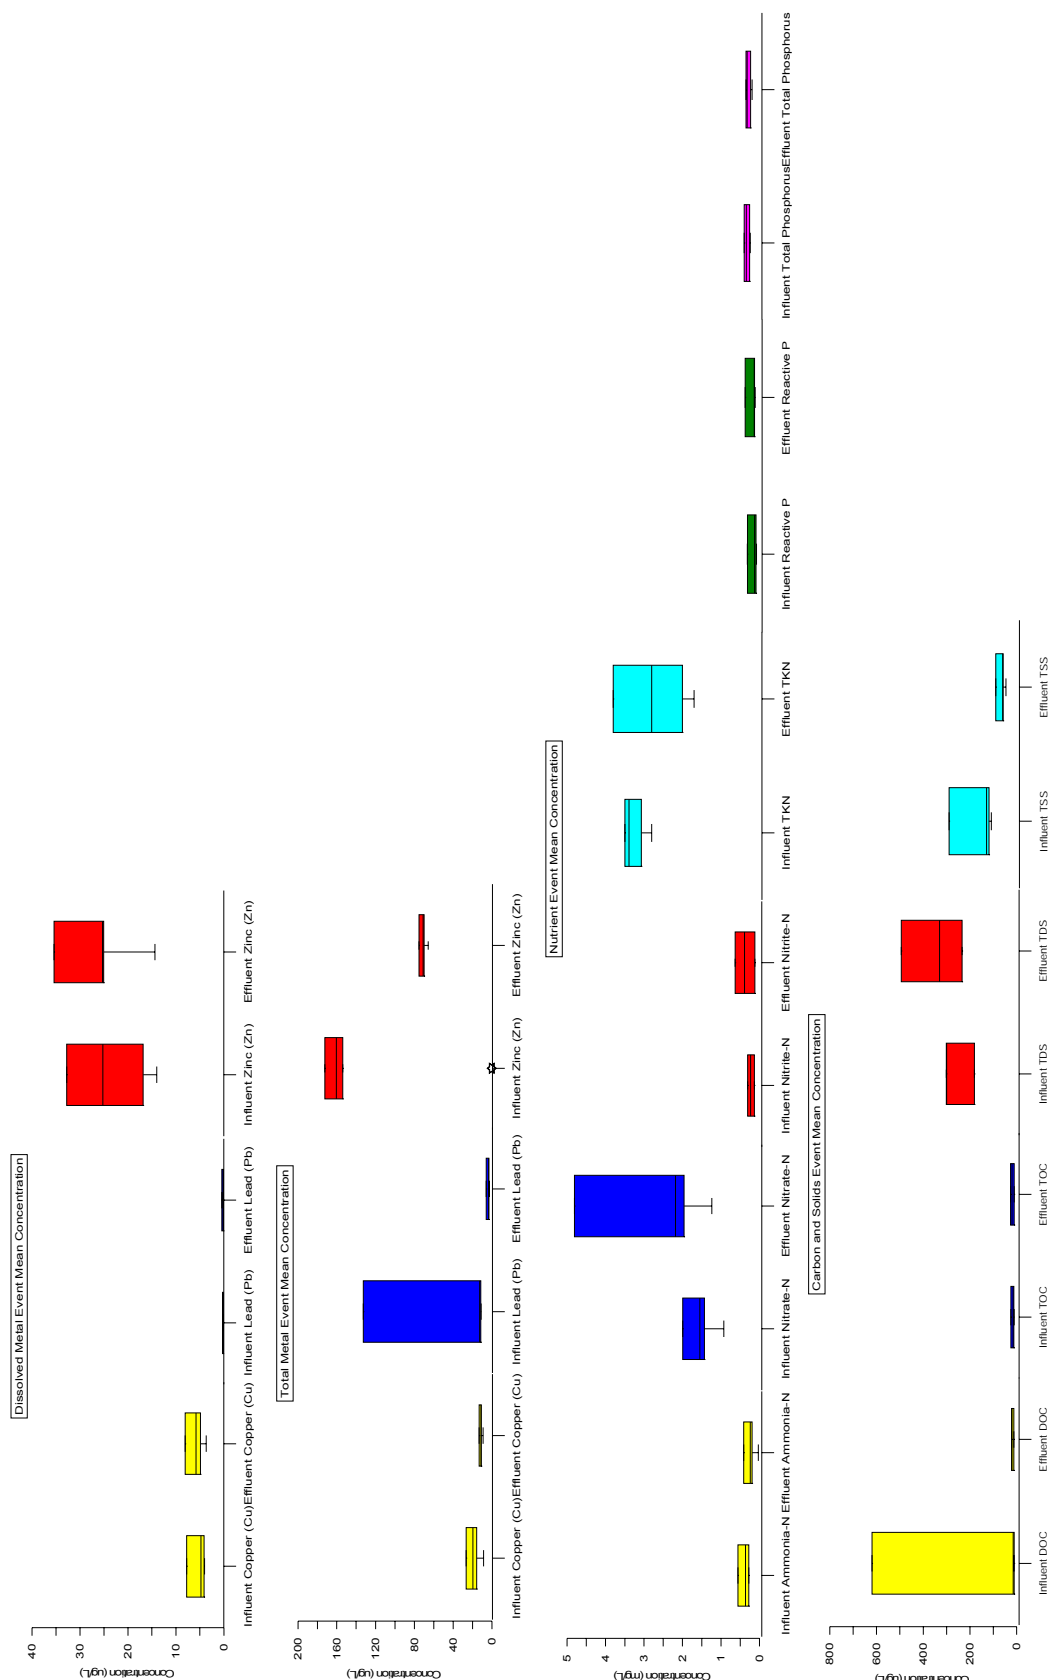 Dissolved Metal Event Mean Concentration
Concentration (ug/L)
40
30
20
10
0
Influent Copper (Cu)
Effluent Copper (Cu)
Influent Lead (Pb)
Effluent Lead (Pb)
Influent Zinc (Zn)
Effluent Zinc (Zn)
Total Metal Event Mean Concentration
Concentration (ug/L)
200
160
120
80
40
0
Influent Copper (Cu)
Effluent Copper (Cu)
Influent Lead (Pb)
Effluent Lead (Pb)
Influent Zinc (Zn)
Effluent Zinc (Zn)
Nutrient Event Mean Concentration
Concentration (mg/L)
5
4
3
2
1
0
Influent Ammonia-N
Effluent Ammonia-N
Influent Nitrate-N
Effluent Nitrate-N
Influent Nitrite-N
Effluent Nitrite-N
Influent TKN
Effluent TKN
Influent Reactive P
Effluent Reactive P
Influent Total Phosphorus
Effluent Total Phosphorus
Carbon and Solids Event Mean Concentration
Concentration (ug/L)
800
600
400
200
0
Influent DOC
Effluent DOC
Influent TOC
Effluent TOC
Influent TDS
Effluent TDS
Influent TSS
Effluent TSS